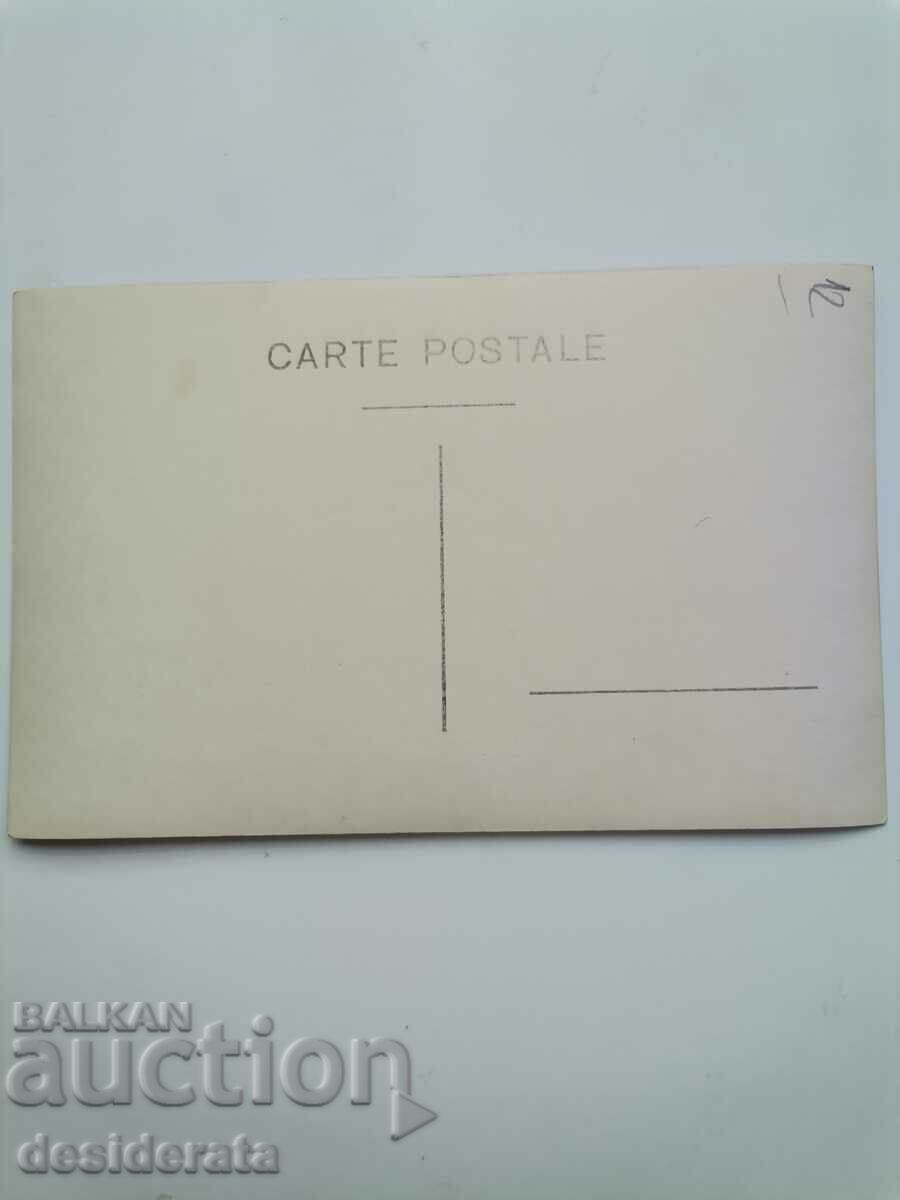 12
CARTE POSTALE
BALKAN
auction
desiderata